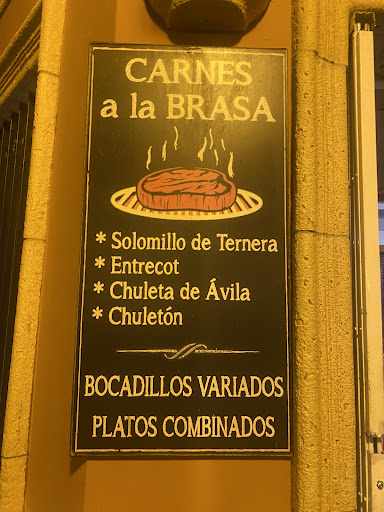 CARNES
a la BRASA
* Solomillo de Ternera
* Entrecot
* Chuleta de Ávila
* Chuletón
BOCADILLOS VARIADOS
PLATOS COMBINADOS